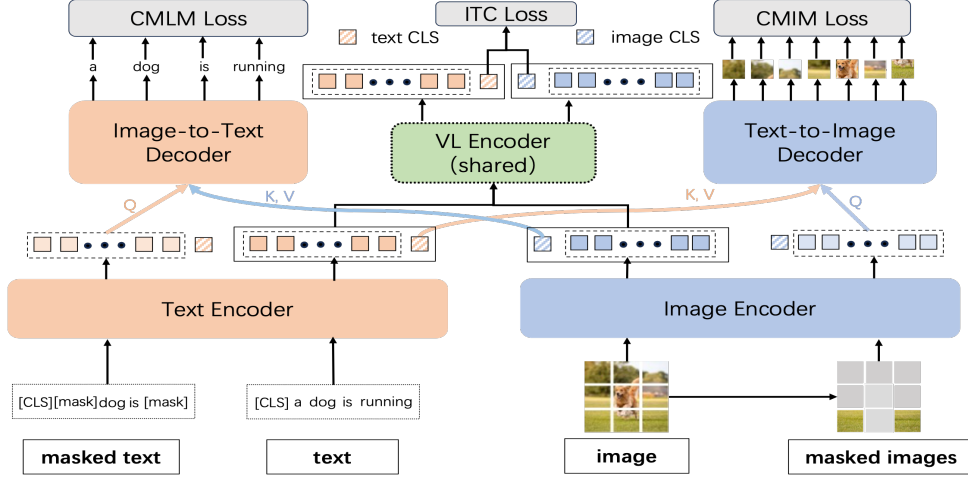 CMLM Loss
ITC Loss
CMIM Loss
text CLS
image CLS
a dog is running
Image-to-Text
Decoder
VL Encoder
(shared)
Text-to-Image
Decoder
Q
K, V
K, V
Q
Text Encoder
Image Encoder
[CLS][mask]dog is [mask]
[CLS] a dog is running
masked text
text
image
masked images